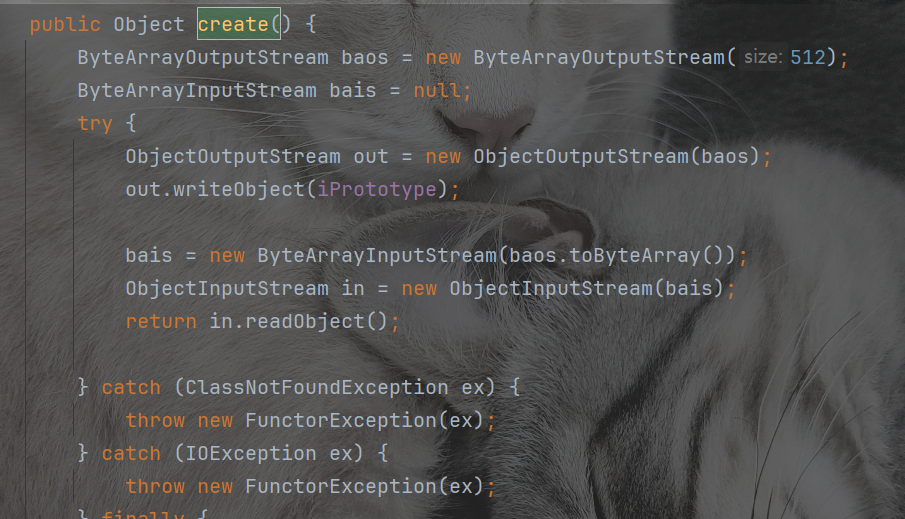 public Object create() {
ByteArrayOutputStream baos = new ByteArrayOutputStream( size: 512);
ByteArrayInputStream bais = null;
try {
ObjectOutputStream out = new ObjectOutputStream(baos);
out.writeObject(iPrototype);
bais = new ByteArrayInputStream(baos.toByteArray());
ObjectInputStream in = new ObjectInputStream(bais);
return in.readObject();
} catch (ClassNotFoundException ex) {
throw new FunctorException(ex);
} catch (IOException ex) {
throw new FunctorException(ex);
} finally {